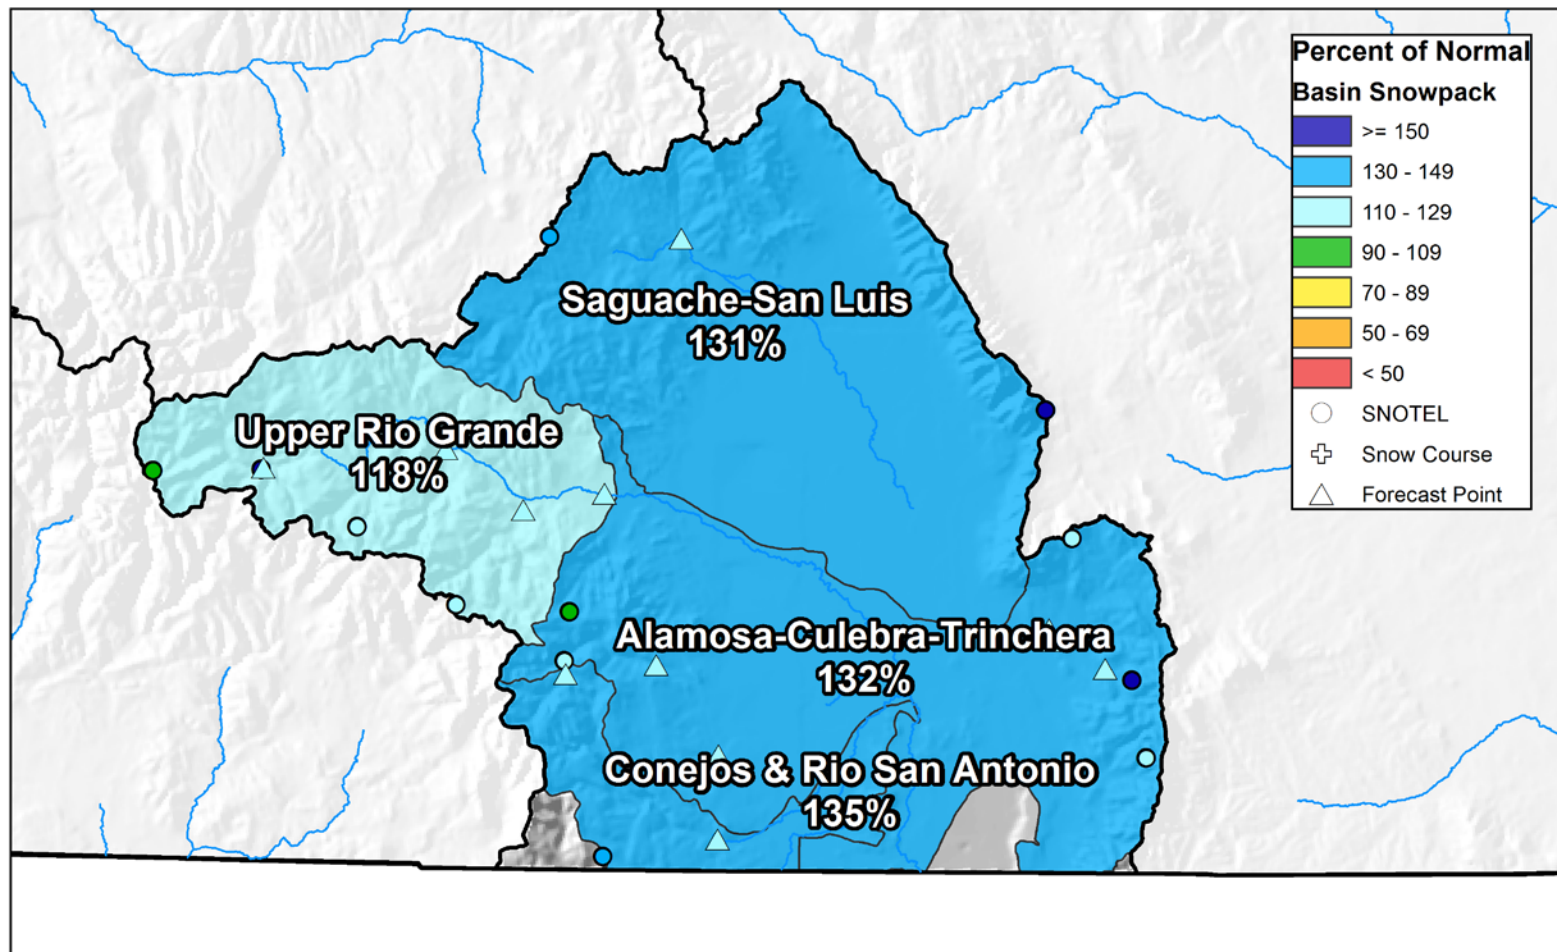 Percent of Normal
Basin Snowpack
>= 150
130 - 149
110 - 129
90 - 109
70 - 89
50 - 69
< 50
SNOTEL
Snow Course
Forecast Point
Saguache-San Luis
131%
Upper Rio Grande
118%
Alamosa-Culebra-Trinchera
132%
Conejos & Rio San Antonio
135%